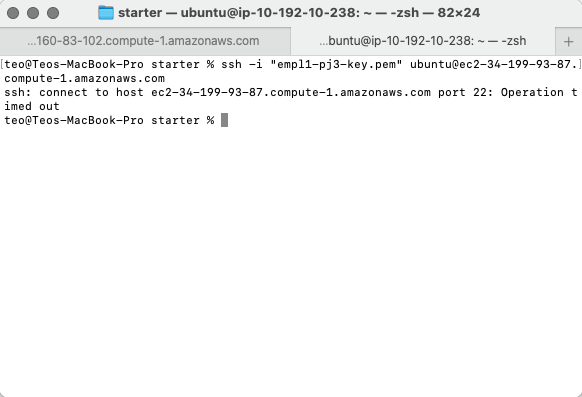 starter — ubuntu@ip-10-192-10-238: ~ — -zsh — 82×24
...160-83-102.compute-1.amazonaws.com
...buntu@ip-10-192-10-238: ~ — -zsh
+
[teo@Teos-MacBook-Pro starter % ssh -i "empl1-pj3-key.pem" ubuntu@ec2-34-199-93-87.]
compute-1.amazonaws.com
ssh: connect to host ec2-34-199-93-87.compute-1.amazonaws.com port 22: Operation t
imed out
teo@Teos-MacBook-Pro starter %